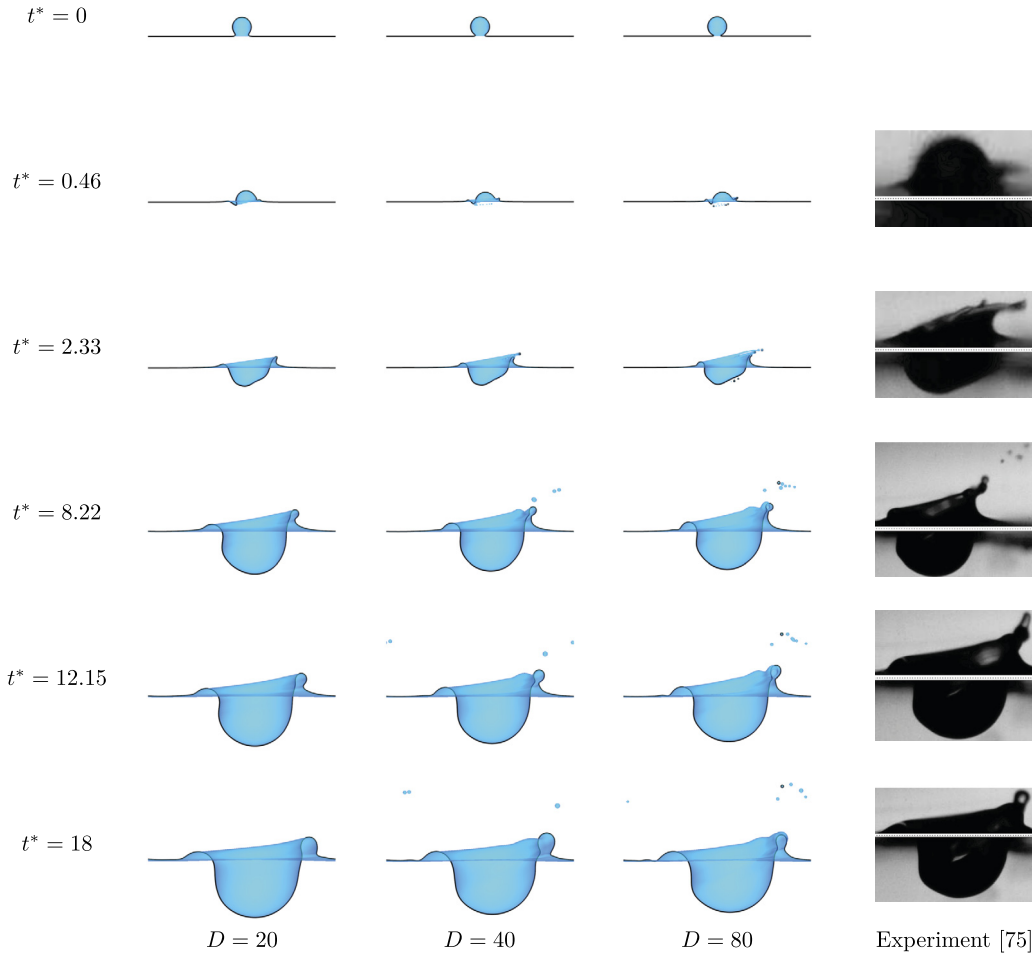 t* = 0
t* = 0.46
t* = 2.33
t* = 8.22
t* = 12.15
t* = 18
D = 20 D = 40 D = 80 Experiment [75]